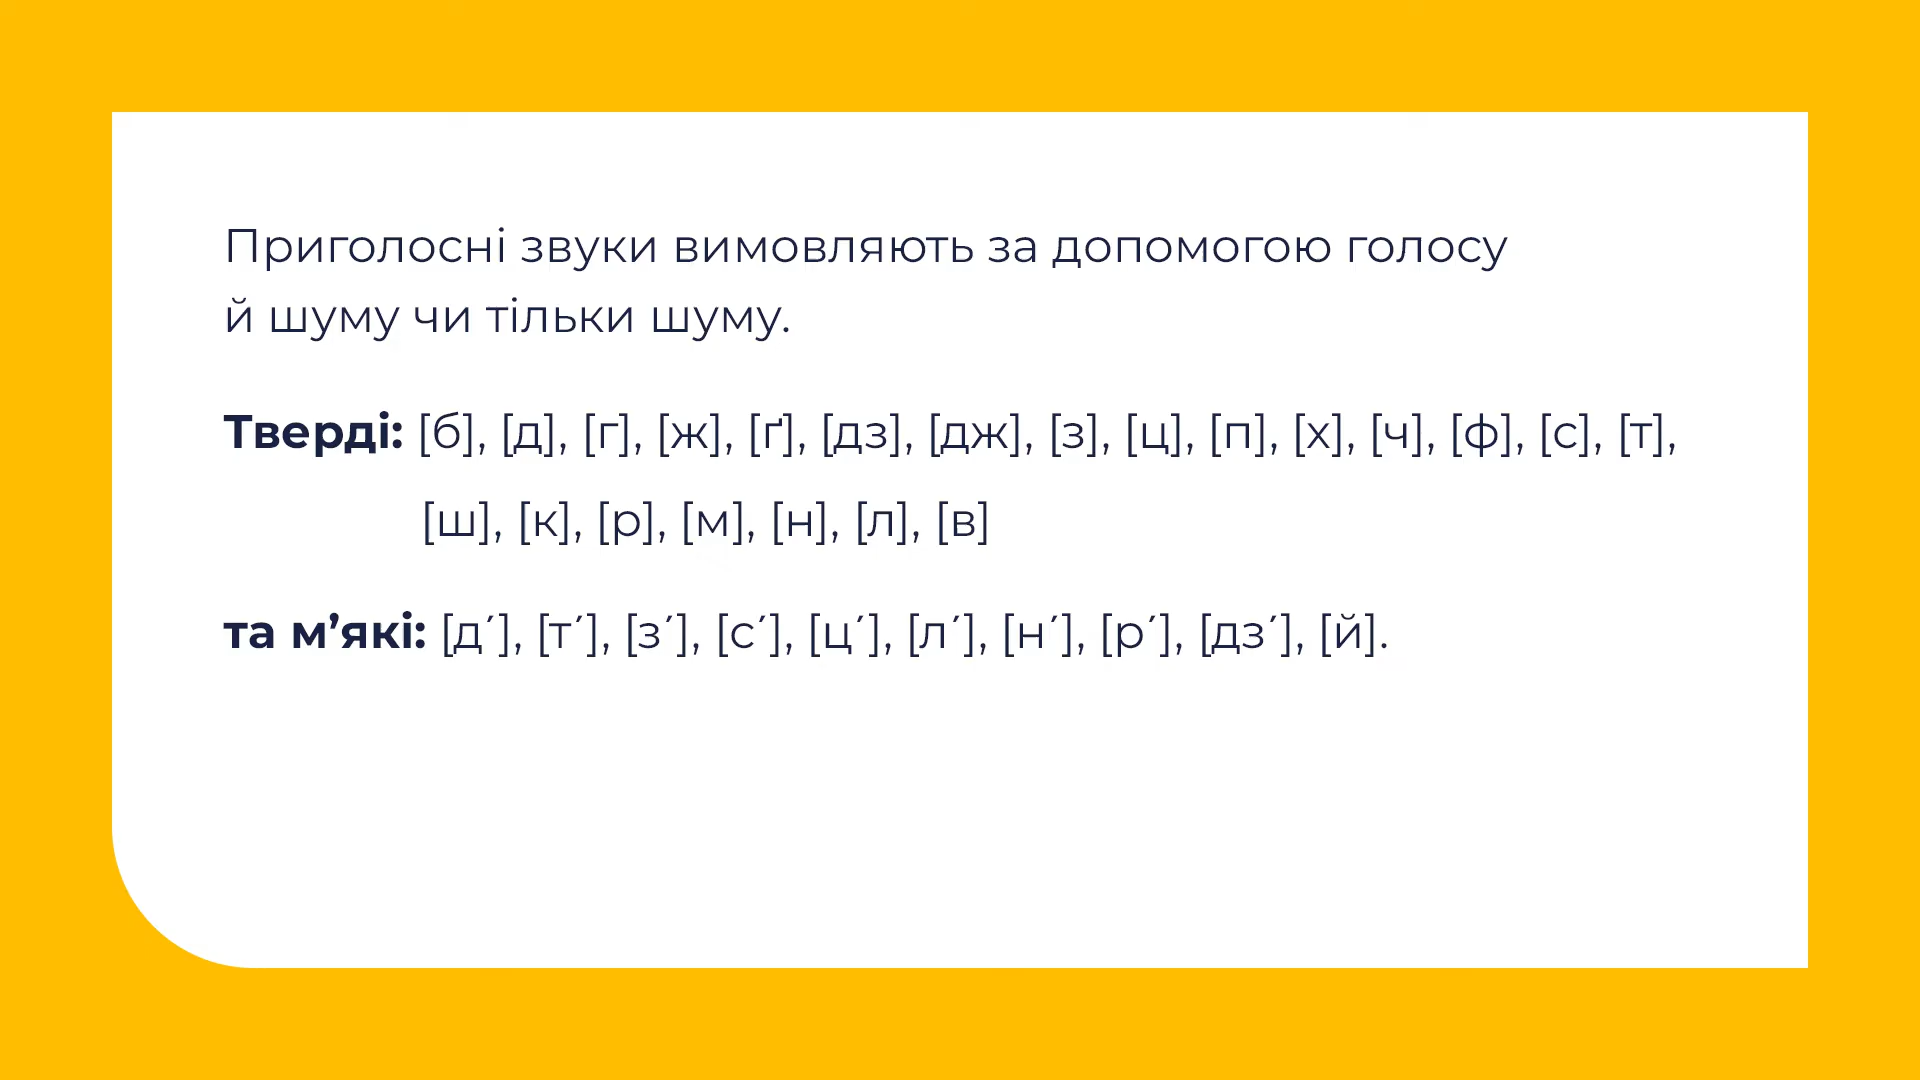 Приголосні звуки вимовляють за допомогою голосу
й шуму чи тільки шуму.
Тверді: [б], [д], [г], [ж], [ґ], [дз], [дж], [з], [ц], [п], [х], [ч], [ф], [с], [т],
[ш], [к], [р], [м], [н], [л], [в]
та м’які: [д´], [т´], [з´], [с´], [ц´], [л´], [н´], [р´], [дз´], [й].